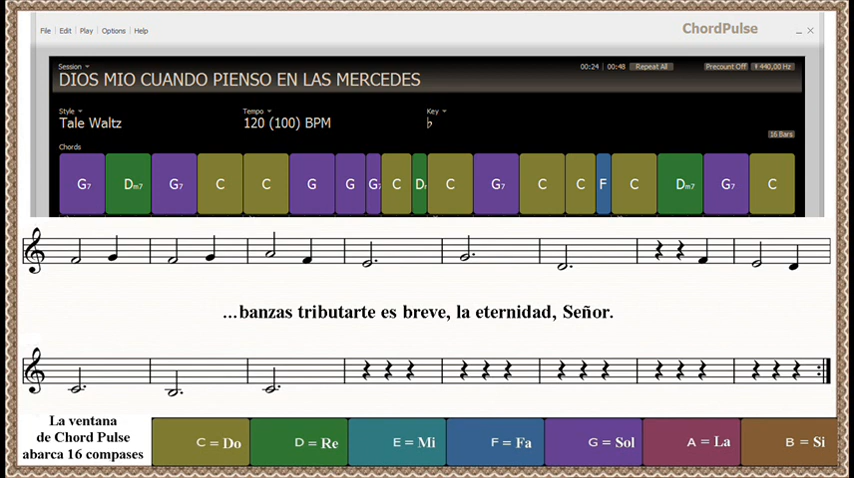 File Edit Play Options Help ChordPulse
Session 00:24 00:48 Repeat All Precount Off 440,00 Hz
DIOS MIO CUANDO PIENSO EN LAS MERCEDES
Style Tempo Key
Tale Waltz 120 (100) BPM ♭
16 Bars
Chords
G7 Dm7 G7 C C G G G7 C C G7 C C F C Dm7 G7 C
...banzas tributarte es breve, la eternidad, Señor.
La ventana
de Chord Pulse
abarca 16 compases
C = Do D = Re E = Mi F = Fa G = Sol A = La B = Si